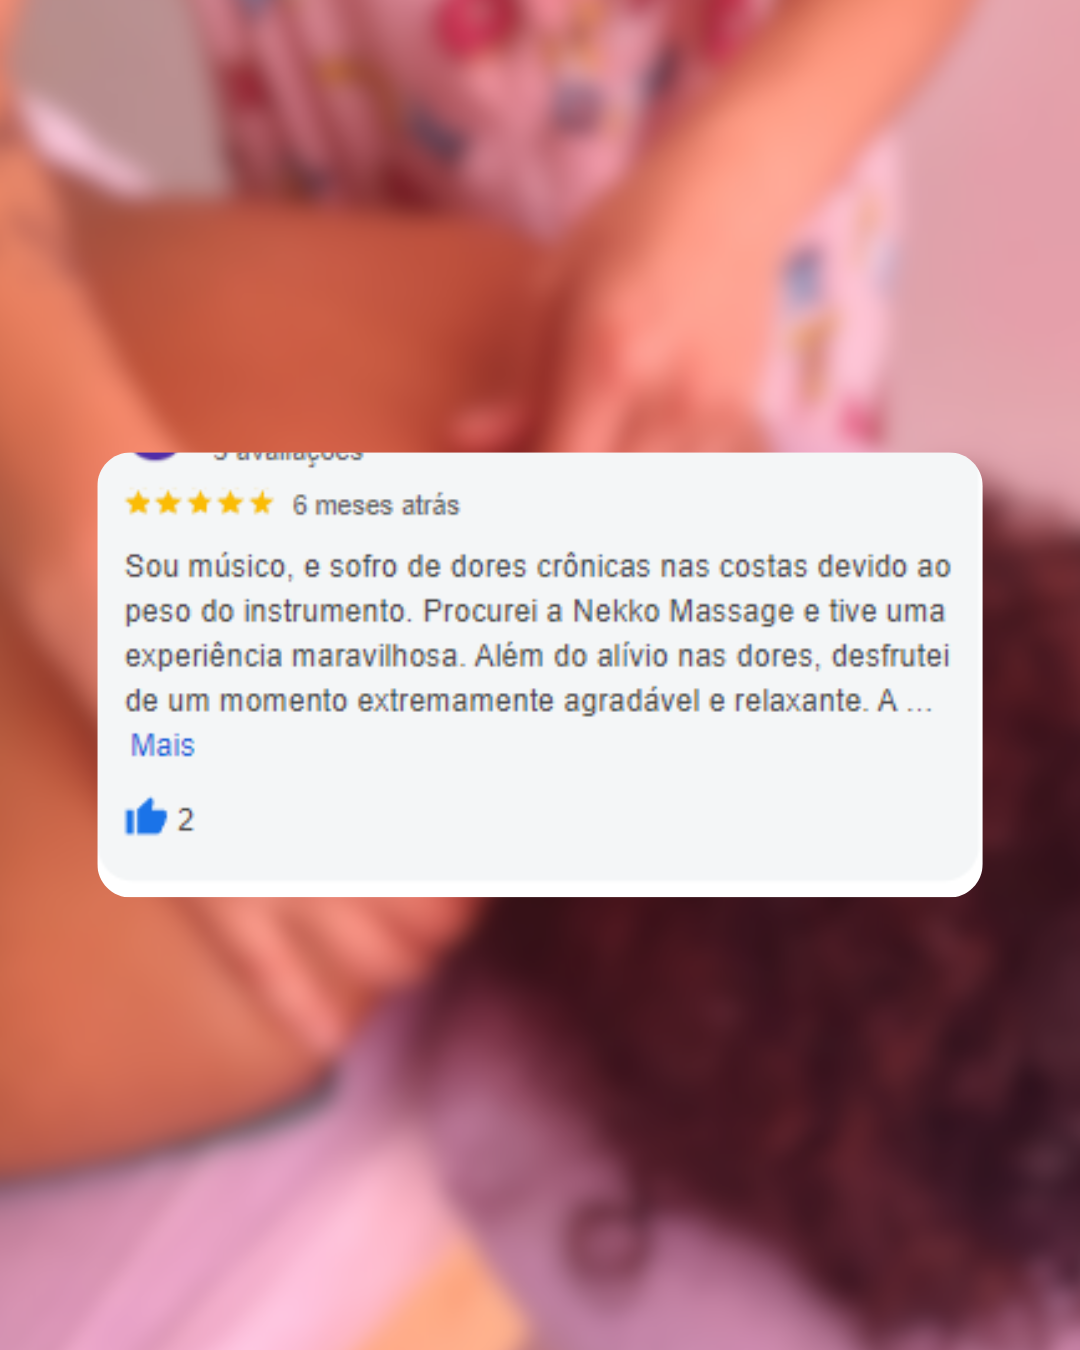 5 avaliações
6 meses atrás
Sou músico, e sofro de dores crônicas nas costas devido ao
peso do instrumento. Procurei a Nekko Massage e tive uma
experiência maravilhosa. Além do alívio nas dores, desfrutei
de um momento extremamente agradável e relaxante. A ...
Mais
2